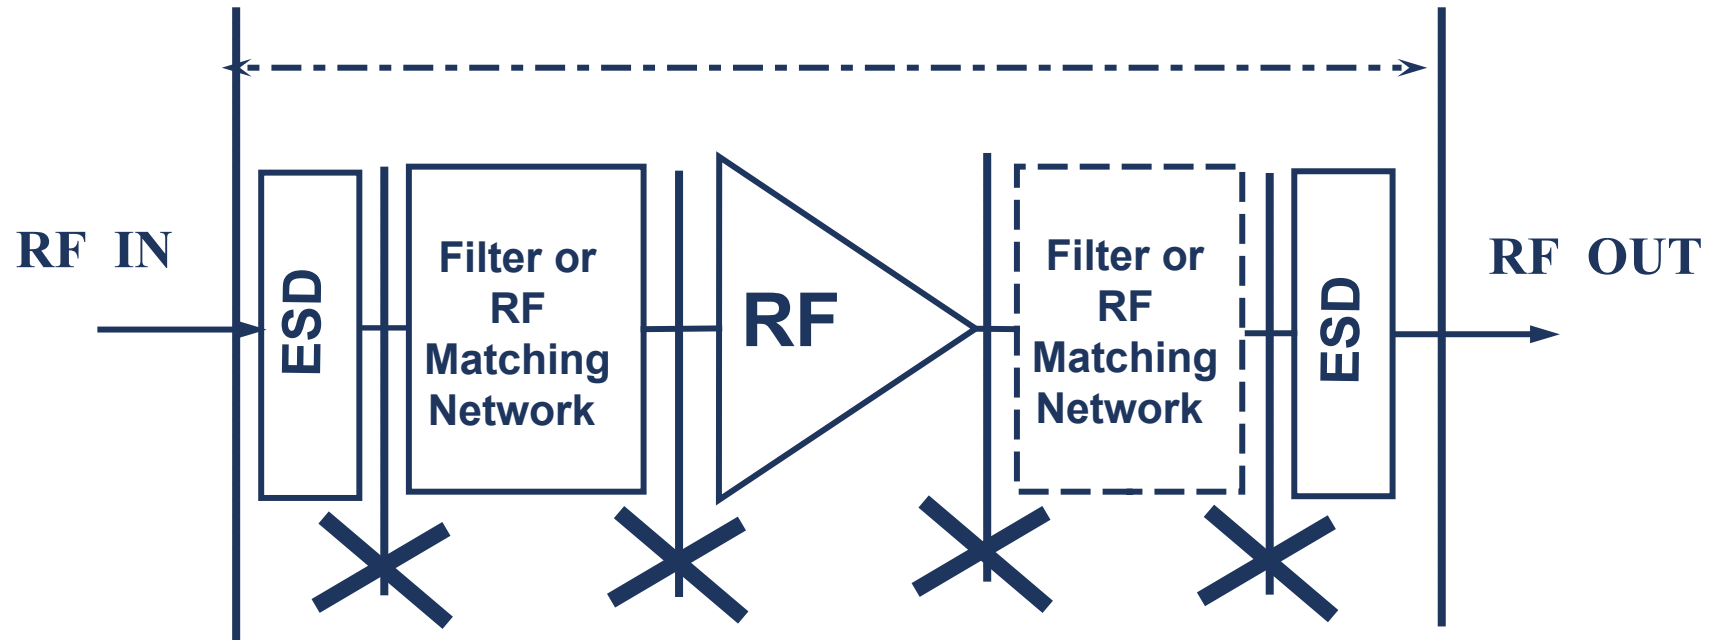 RF IN
ESD
Filter or
RF
Matching
Network
RF
Filter or
RF
Matching
Network
ESD
RF OUT